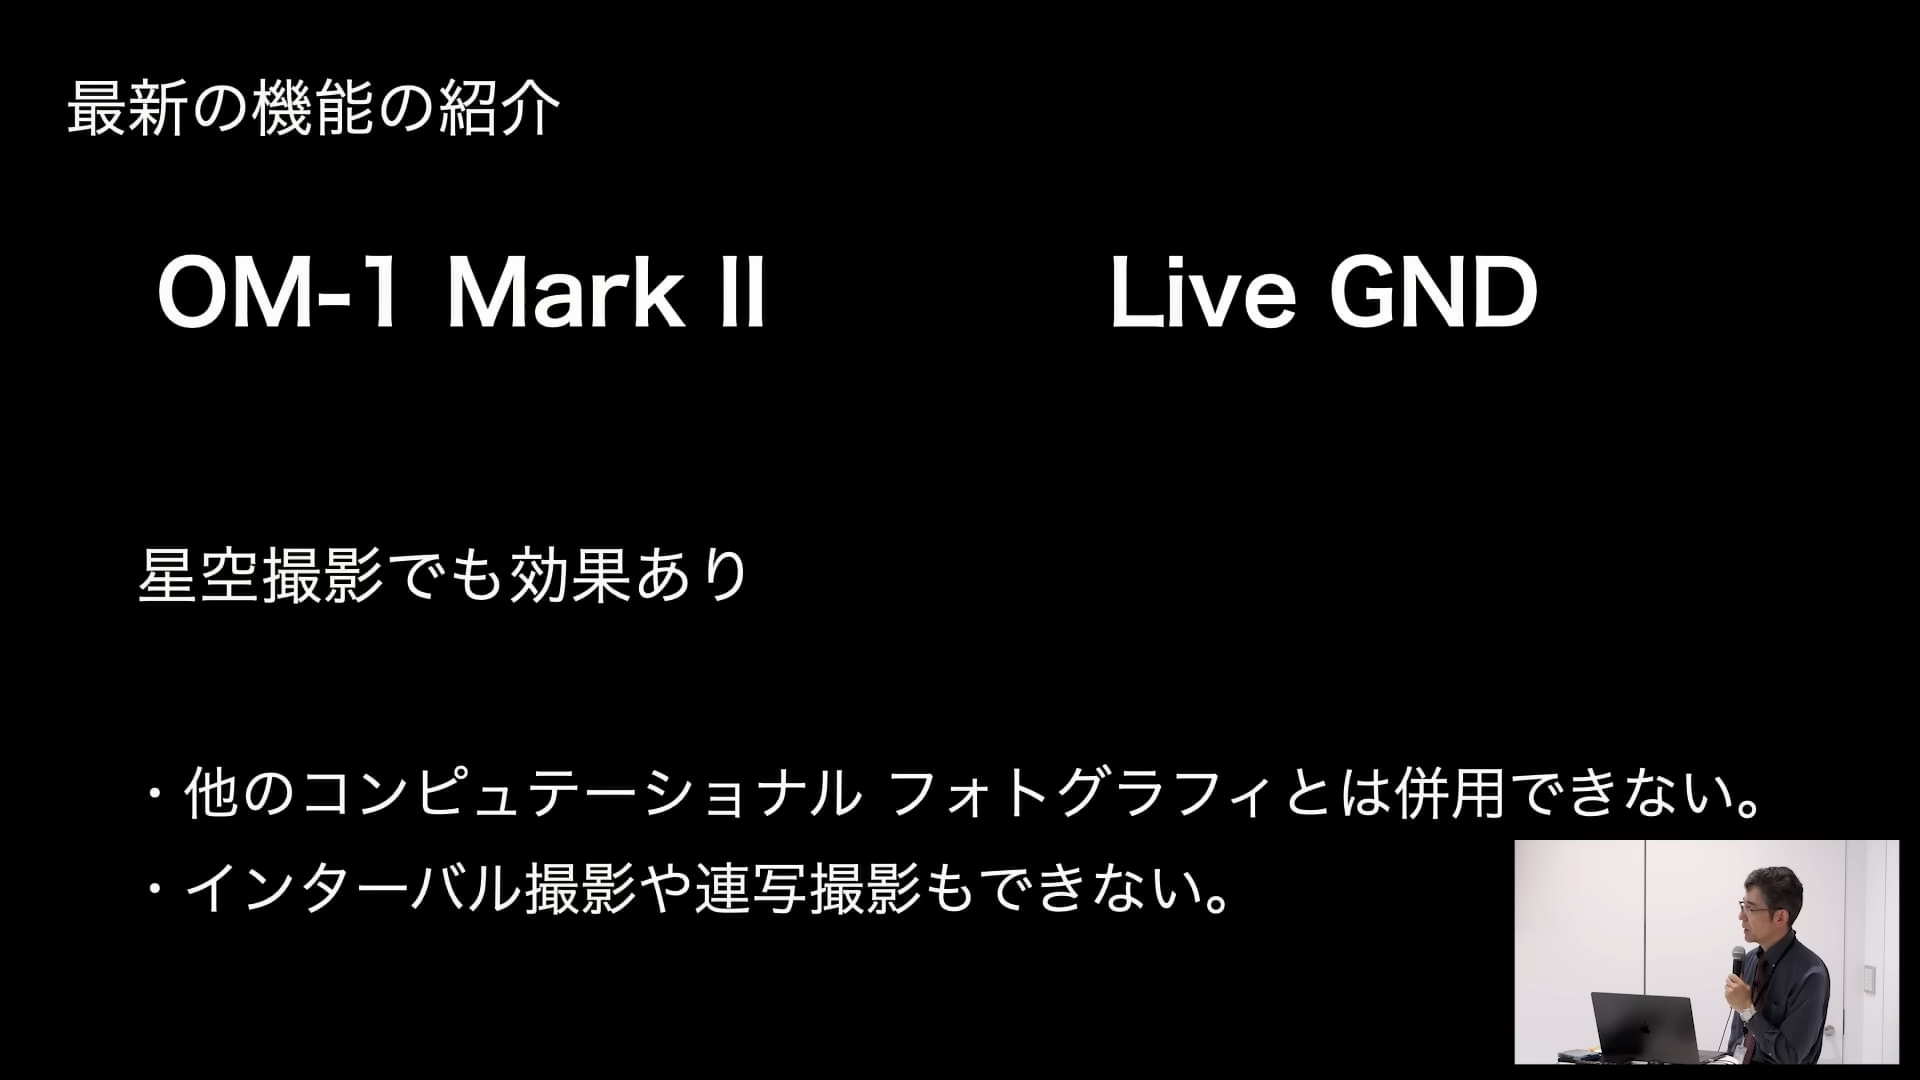 最新の機能の紹介
OM-1 Mark II Live GND
星空撮影でも効果あり
・他のコンピュテーショナル フォトグラフィとは併用できない。
・インターバル撮影や連写撮影もできない。